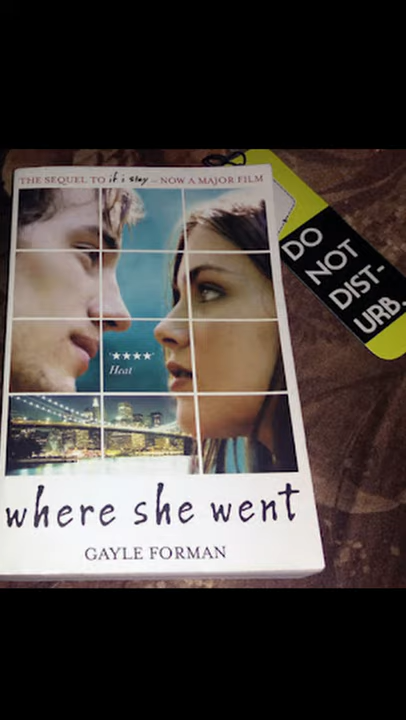 THE SEQUEL TO if i stay – NOW A MAJOR FILM
'★★★★'
Heat
where she went
GAYLE FORMAN
DO
NOT
DIST-
URB.